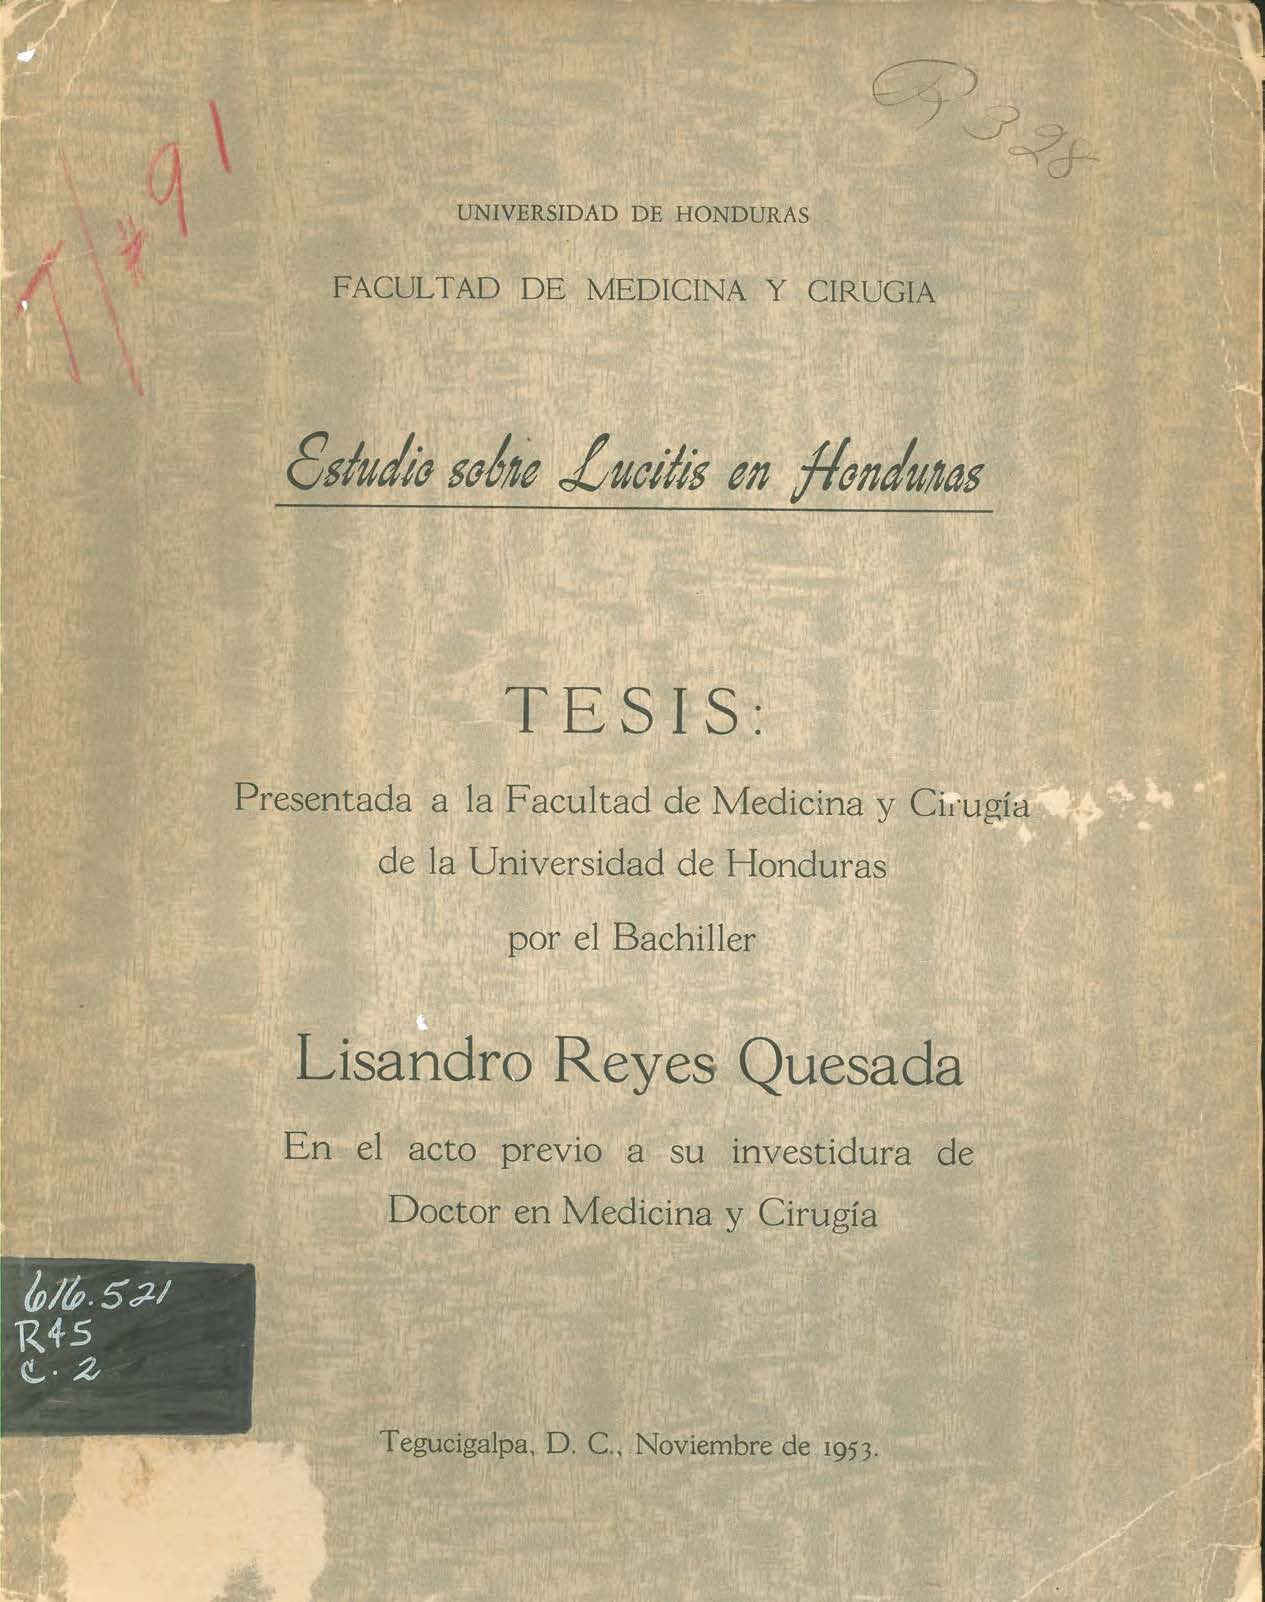 T/#91
R328
UNIVERSIDAD DE HONDURAS
FACULTAD DE MEDICINA Y CIRUGIA
Estudio sobre Lucitis en Honduras
TESIS:
Presentada a la Facultad de Medicina y Cirugía
de la Universidad de Honduras
por el Bachiller
Lisandro Reyes Quesada
En el acto previo a su investidura de
Doctor en Medicina y Cirugía
616.521
R45
C. 2
Tegucigalpa, D. C., Noviembre de 1953.